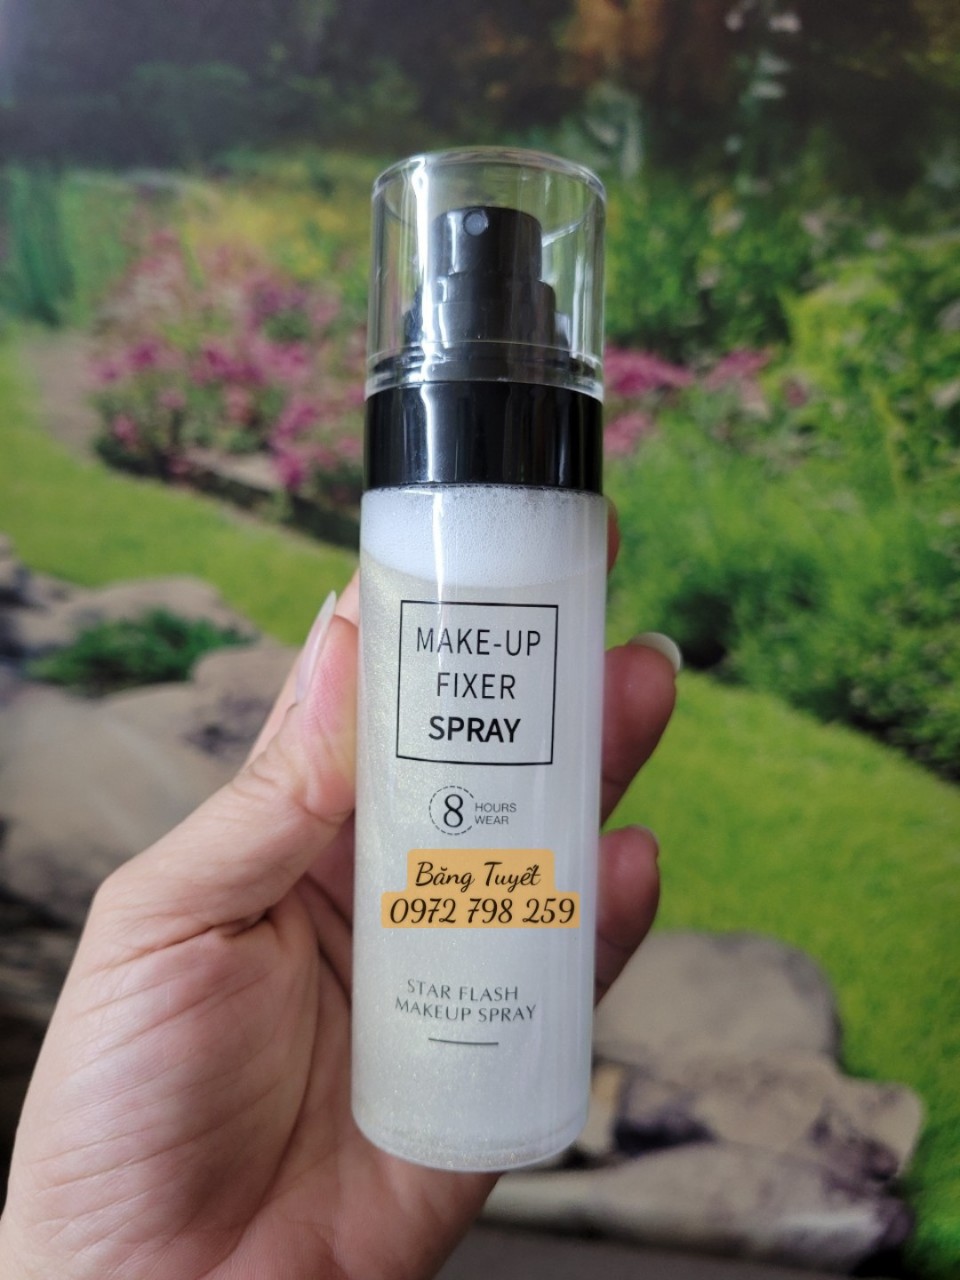 MAKE-UP
FIXER
SPRAY
8 HOURS
WEAR
Băng Tuyết
0972 798 259
STAR FLASH
MAKEUP SPRAY